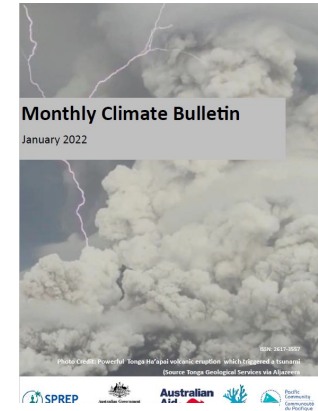 Monthly Climate Bulletin
January 2022
ISSN: 2617-3557
Photo Credit: Powerful Tonga Ha'apai volcanic eruption which triggered a tsunami
(Source Tonga Geological Services via Aljazeera
SPREP
Australian Government
Australian
Aid
Pacific
Community
Communauté
du Pacifique